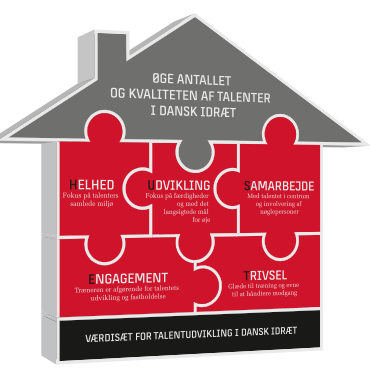 ØGE ANTALLET
OG KVALITETEN AF TALENTER
I DANSK IDRÆT
HELHED
Fokus på talenters
samlede miljø
UDVIKLING
Fokus på færdigheder
og med det
langsigtede mål
for øje
SAMARBEJDE
Med talentet i centrum
og involvering af
nøglepersoner
ENGAGEMENT
Træneren er afgørende for talentets
udvikling og fastholdelse
TRIVSEL
Glæde til træning og evne
til at håndtere modgang
VÆRDISÆT FOR TALENTUDVIKLING I DANSK IDRÆT